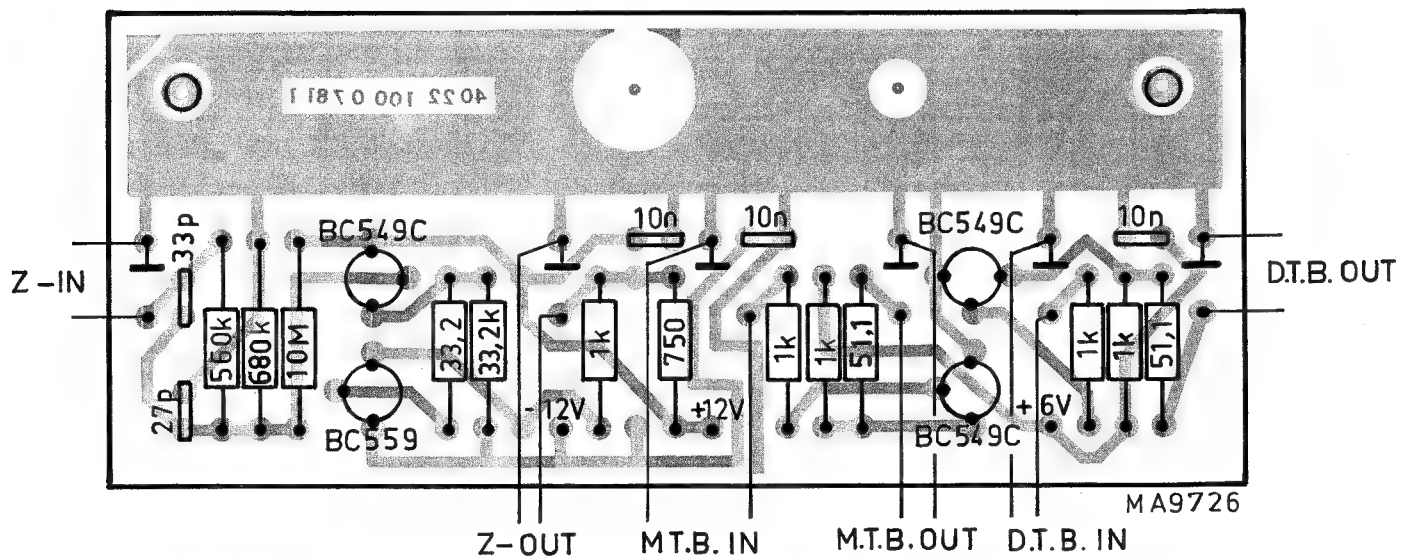 4022 100 07811
33p
10n
10n
BC549C
10n
BC549C
Z-IN
D.T.B. OUT
560k
680k
10M
33,2
33,2k
1k
750
1k
1k
51,1
1k
1k
51,1
27p
-12V
+12V
+6V
BC559
BC549C
MA9726
Z-OUT
M.T.B. IN
M.T.B. OUT
D.T.B. IN